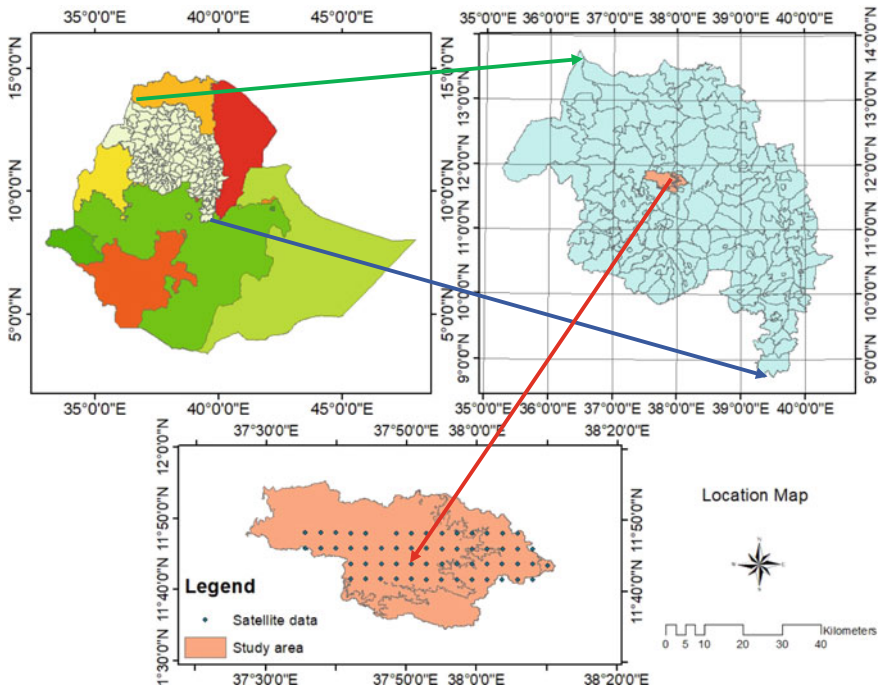 35°0'0"E 40°0'0"E 45°0'0"E
15°0'0"N
10°0'0"N
5°0'0"N
35°0'0"E 40°0'0"E 45°0'0"E
35°0'0"E 36°0'0"E 37°0'0"E 38°0'0"E 39°0'0"E 40°0'0"E
13°0'0"N
12°0'0"N
11°0'0"N
10°0'0"N
9°0'0"N
14°0'0"N
13°0'0"N
12°0'0"N
11°0'0"N
10°0'0"N
9°0'0"N
35°0'0"E 36°0'0"E 37°0'0"E 38°0'0"E 39°0'0"E 40°0'0"E
37°30'0"E 37°50'0"E 38°0'0"E 38°20'0"E
12°0'0"N
11°50'0"N
11°40'0"N
1°30'0"N
11°50'0"N
11°40'0"N
Legend
Satellite data
Study area
37°30'0"E 37°50'0"E 38°0'0"E 38°20'0"E
Location Map
N
W E
S
Kilometers
0 5 10 20 30 40